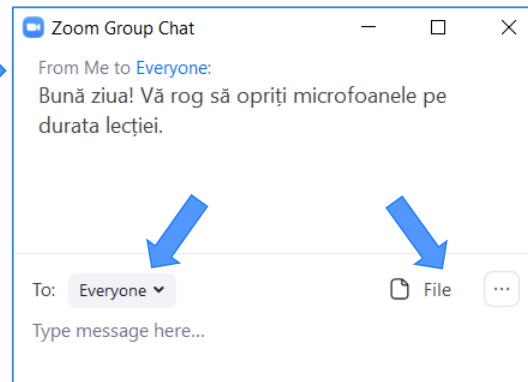 Zoom Group Chat
From Me to Everyone:
Bună ziua! Vă rog să opriți microfoanele pe
durata lecției.
To: Everyone File ...
Type message here...